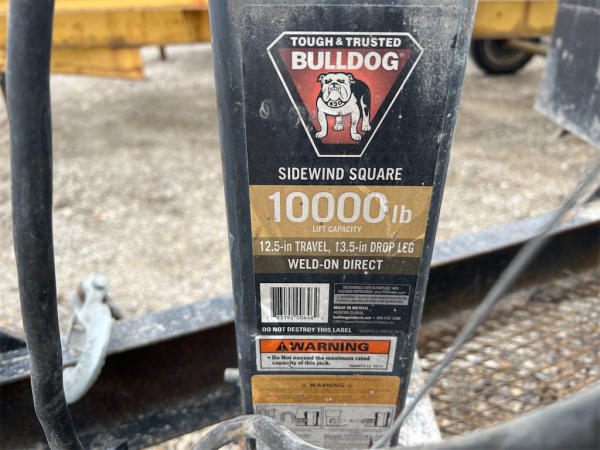 TOUGH & TRUSTED
BULLDOG
SIDEWIND SQUARE
10000 lb
LIFT CAPACITY
12.5-in TRAVEL, 13.5-in DROP LEG
WELD-ON DIRECT
MADE IN MEXICO
HORIZON GLOBAL
DO NOT DESTROY THIS LABEL
WARNING
• Do Not exceed the maximum rated
capacity of this jack.
WARNING